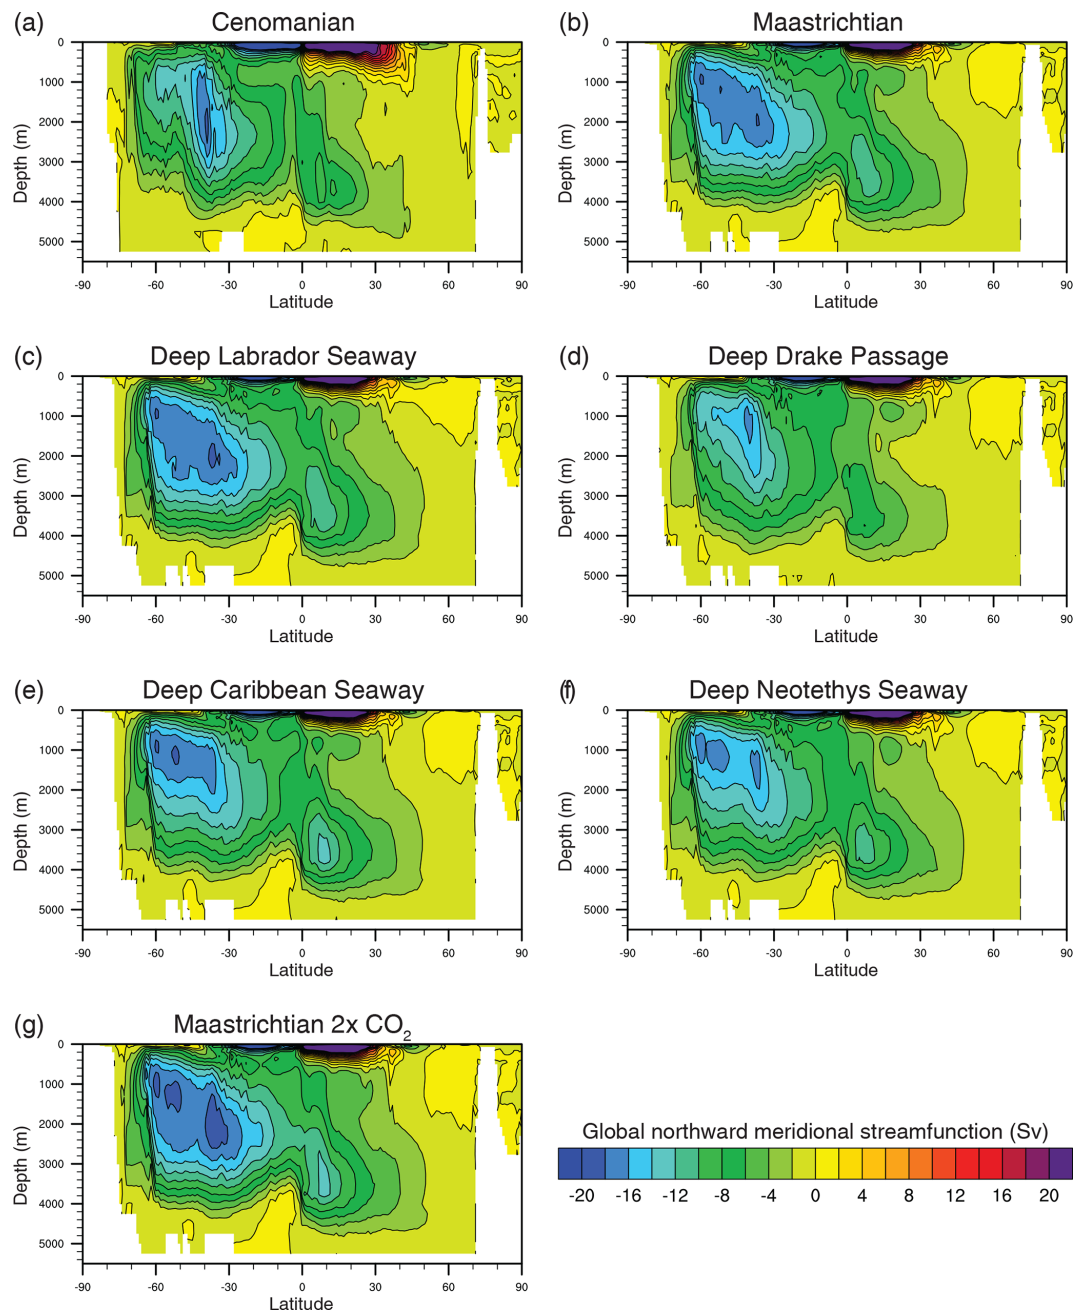 (a) Cenomanian
0
1000
2000
3000
4000
5000
Depth (m)
-90 -60 -30 0 30 60 90
Latitude
(b) Maastrichtian
0
1000
2000
3000
4000
5000
Depth (m)
-90 -60 -30 0 30 60 90
Latitude
(c) Deep Labrador Seaway
0
1000
2000
3000
4000
5000
Depth (m)
-90 -60 -30 0 30 60 90
Latitude
(d) Deep Drake Passage
0
1000
2000
3000
4000
5000
Depth (m)
-90 -60 -30 0 30 60 90
Latitude
(e) Deep Caribbean Seaway
0
1000
2000
3000
4000
5000
Depth (m)
-90 -60 -30 0 30 60 90
Latitude
(f) Deep Neotethys Seaway
0
1000
2000
3000
4000
5000
Depth (m)
-90 -60 -30 0 30 60 90
Latitude
(g) Maastrichtian 2x CO₂
0
1000
2000
3000
4000
5000
Depth (m)
-90 -60 -30 0 30 60 90
Latitude
Global northward meridional streamfunction (Sv)
-20 -16 -12 -8 -4 0 4 8 12 16 20